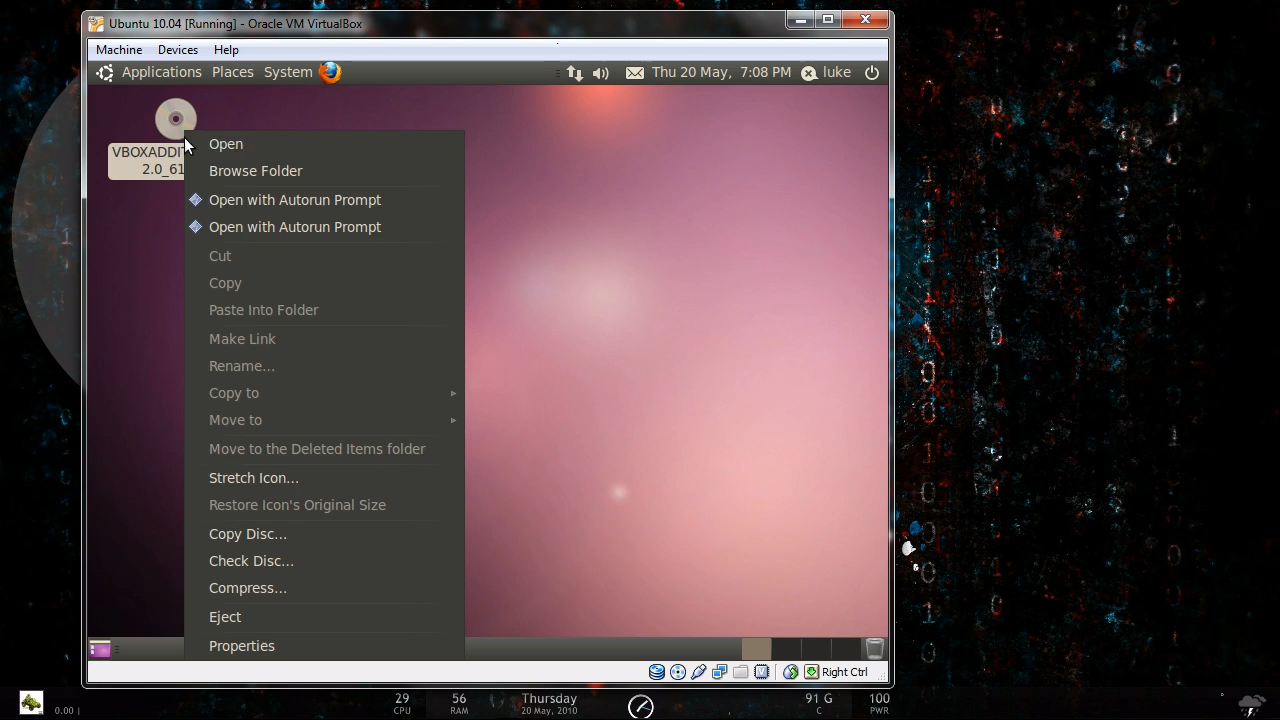 Ubuntu 10.04 [Running] - Oracle VM VirtualBox
Machine Devices Help
Applications Places System Thu 20 May, 7:08 PM luke
VBOXADDIT
2.0_61
Open
Browse Folder
Open with Autorun Prompt
Open with Autorun Prompt
Cut
Copy
Paste Into Folder
Make Link
Rename...
Copy to
Move to
Move to the Deleted Items folder
Stretch Icon...
Restore Icon's Original Size
Copy Disc...
Check Disc...
Compress...
Eject
Properties
Right Ctrl
0.00 |
29
CPU
56
RAM
Thursday
20 May, 2010
91 G
C
100
PWR